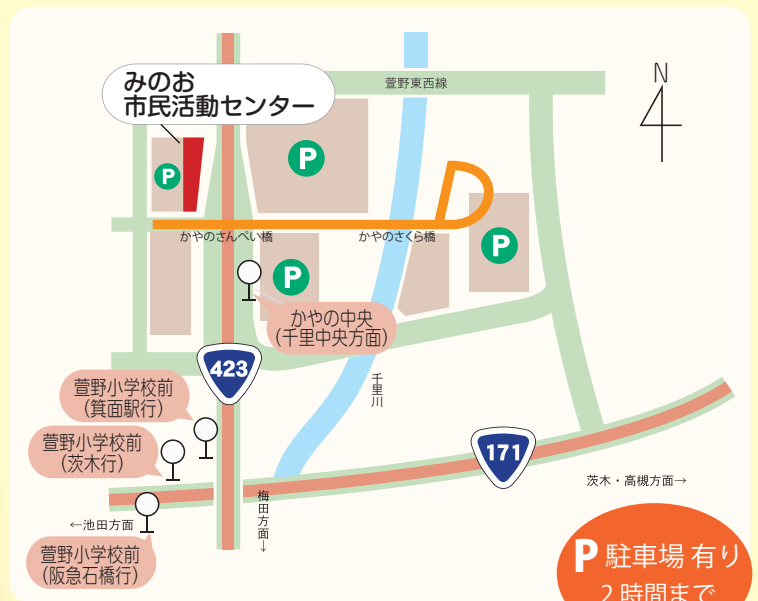 みのお
市民活動センター
萱野東西線
N
P
P
かやのさんぺい橋
かやのさくら橋
P
P
かやの中央
(千里中央方面)
423
萱野小学校前
(箕面駅行)
千里川
萱野小学校前
(茨木行)
171
茨木・高槻方面→
←池田方面
梅田方面→
萱野小学校前
(阪急石橋行)
P 駐車場 有り
2時間まで